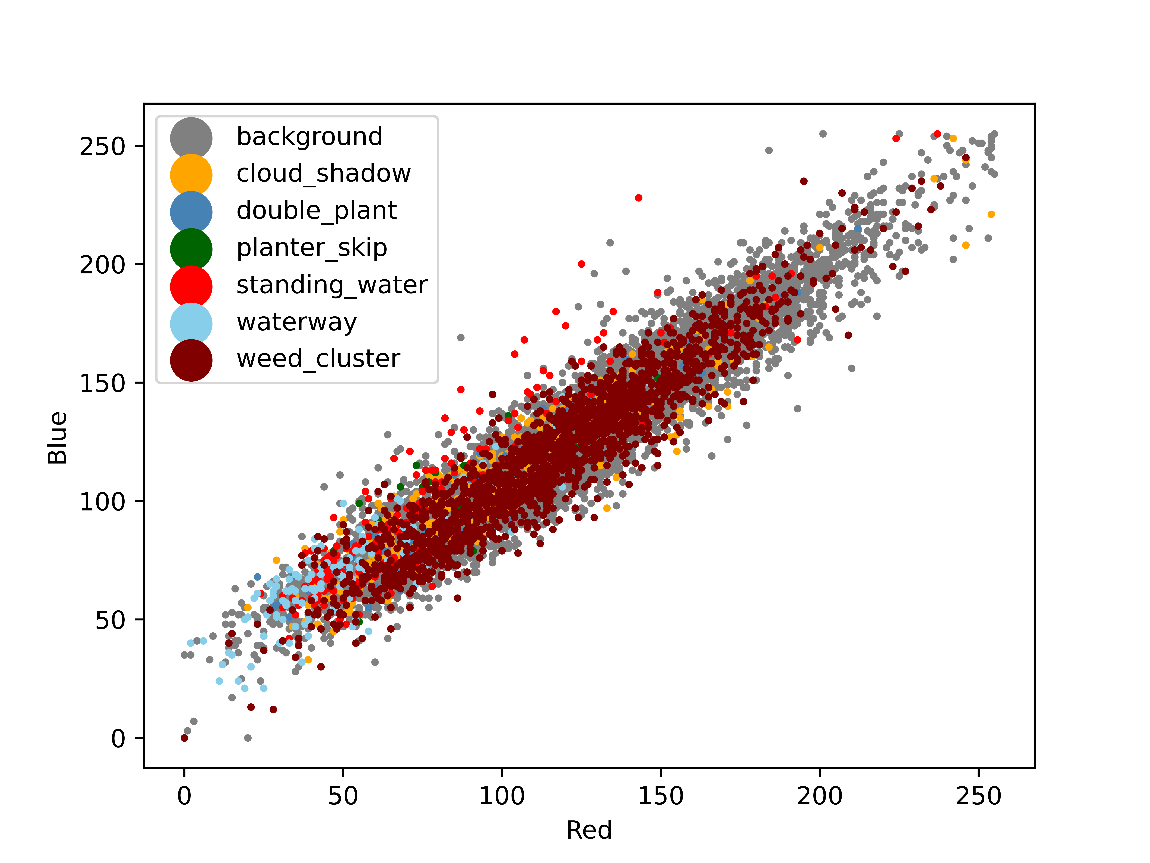 background
cloud_shadow
double_plant
planter_skip
standing_water
waterway
weed_cluster
250
200
150
100
50
0
Blue
0 50 100 150 200 250
Red